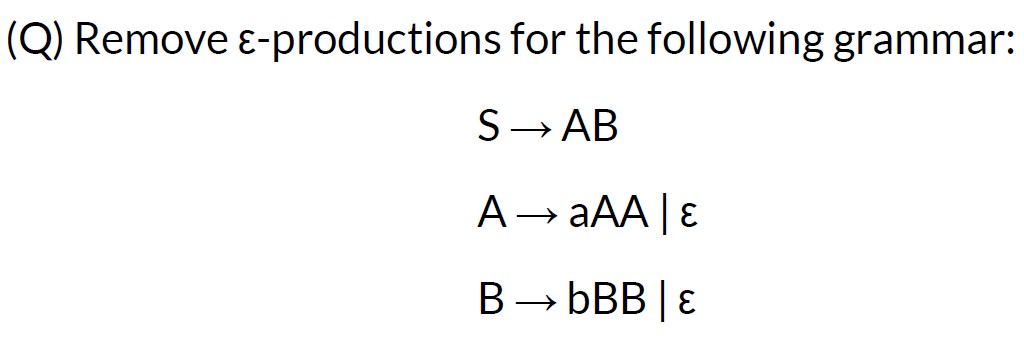 (Q) Remove ε-productions for the following grammar:
S → AB
A → aAA | ε
B → bBB | ε